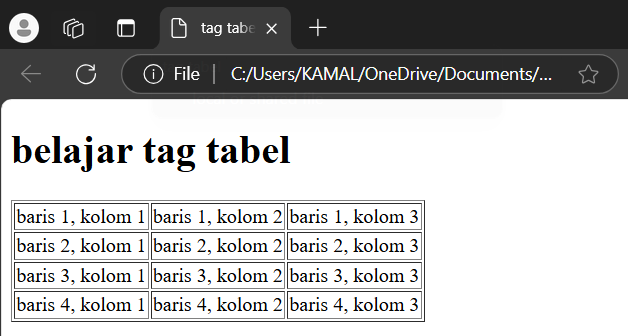 tag tabe
File | C:/Users/KAMAL/OneDrive/Documents/...
belajar tag tabel
baris 1, kolom 1 baris 1, kolom 2 baris 1, kolom 3
baris 2, kolom 1 baris 2, kolom 2 baris 2, kolom 3
baris 3, kolom 1 baris 3, kolom 2 baris 3, kolom 3
baris 4, kolom 1 baris 4, kolom 2 baris 4, kolom 3